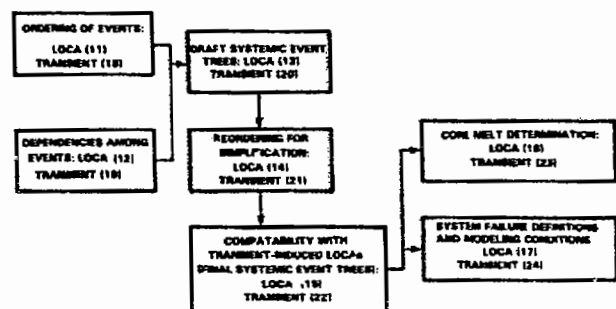 ORDERING OF EVENTS:
LOCA (11)
TRANSIENT (18)
DEPENDENCIES AMONG
EVENTS: LOCA (12)
TRANSIENT (19)
DRAFT SYSTEMIC EVENT
TREES: LOCA (13)
TRANSIENT (20)
REORDERING FOR
SIMPLIFICATION:
LOCA (14)
TRANSIENT (21)
COMPATABILITY WITH
TRANSIENT-INDUCED LOCAs
(FINAL SYSTEMIC EVENT TREES):
LOCA (15)
TRANSIENT (22)
CORE MELT DETERMINATION:
LOCA (16)
TRANSIENT (23)
SYSTEM FAILURE DEFINITIONS
AND MODELING CONDITIONS
LOCA (17)
TRANSIENT (24)